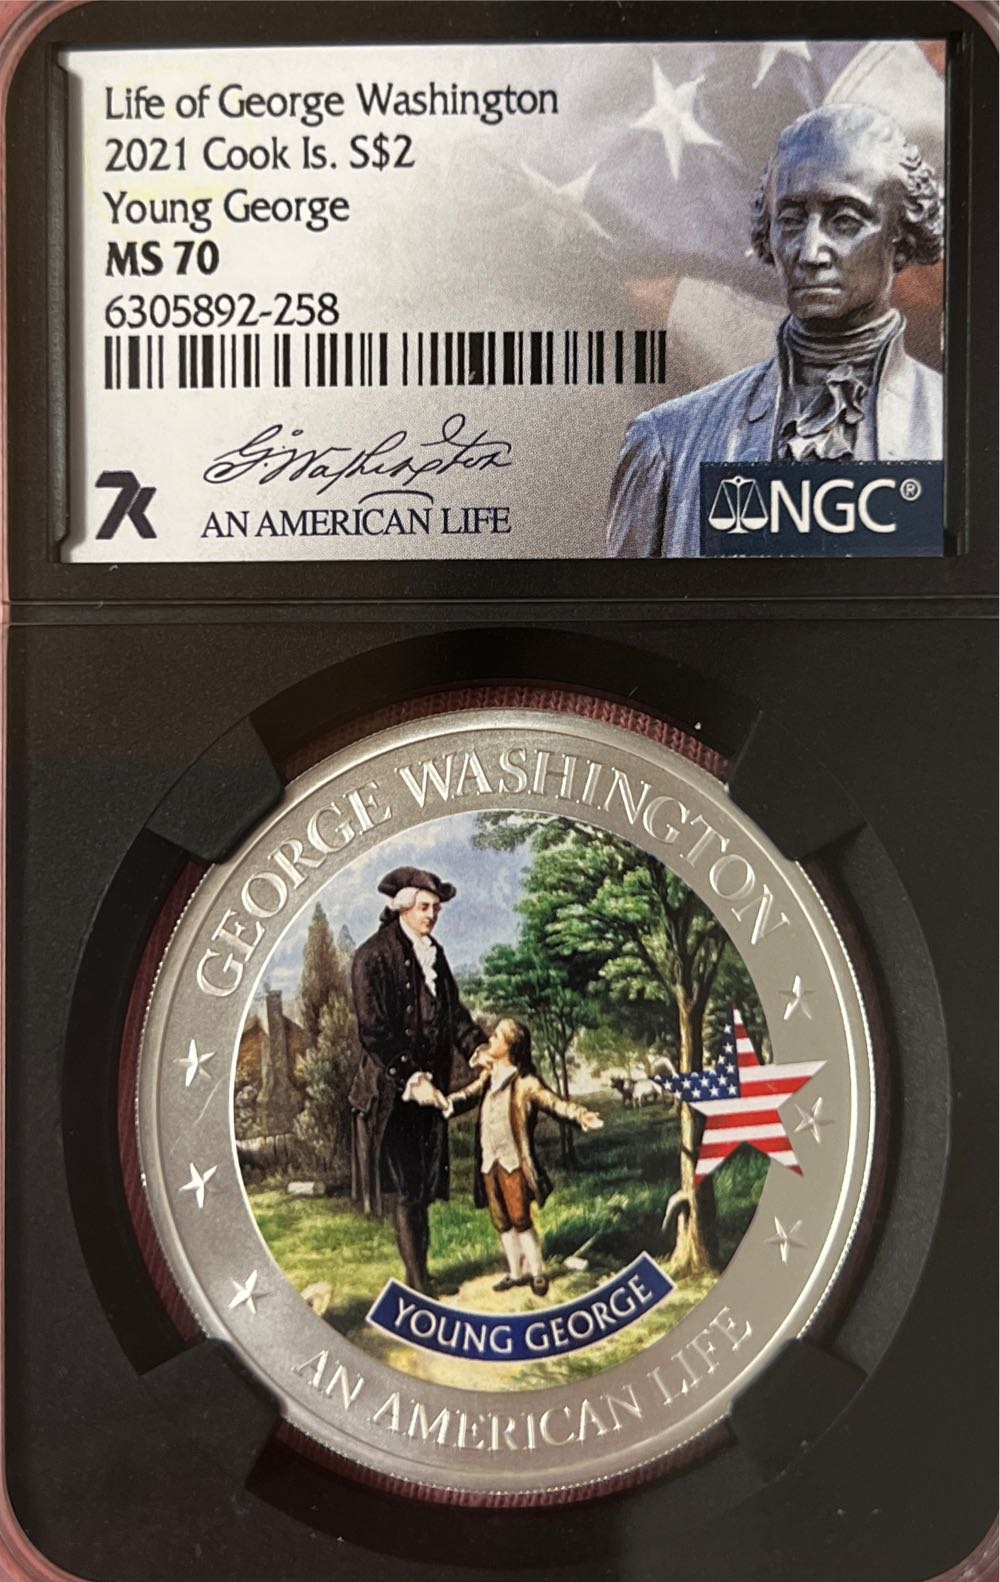 Life of George Washington
2021 Cook Is. S$2
Young George
MS 70
6305892-258
G. Washington
7k
AN AMERICAN LIFE
NGC®
GEORGE WASHINGTON
YOUNG GEORGE
AN AMERICAN LIFE